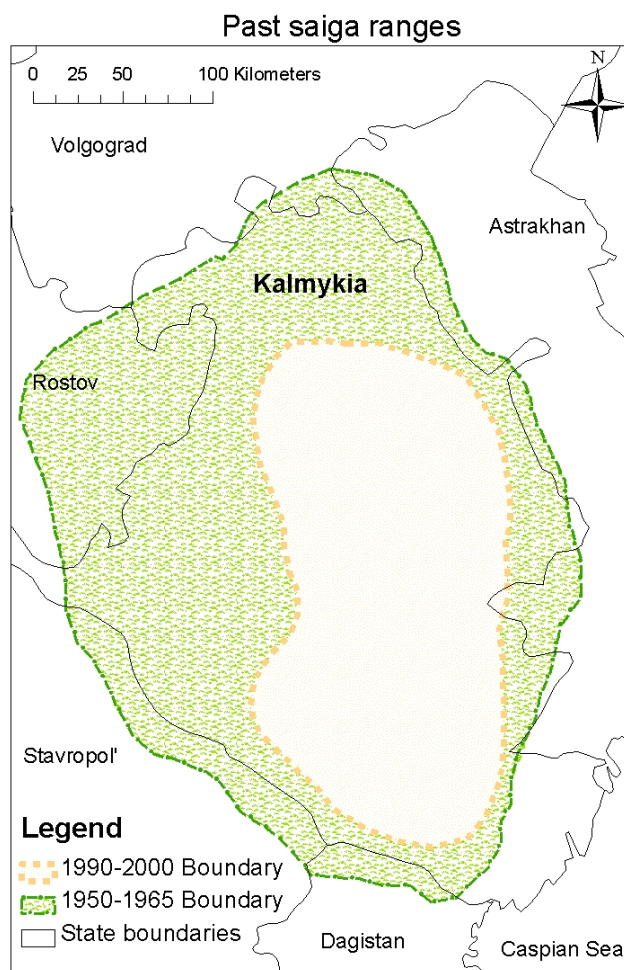 Past saiga ranges
0 25 50 100 Kilometers
N
Volgograd
Astrakhan
Kalmykia
Rostov
Stavropol'
Legend
1990-2000 Boundary
1950-1965 Boundary
State boundaries
Dagistan
Caspian Sea